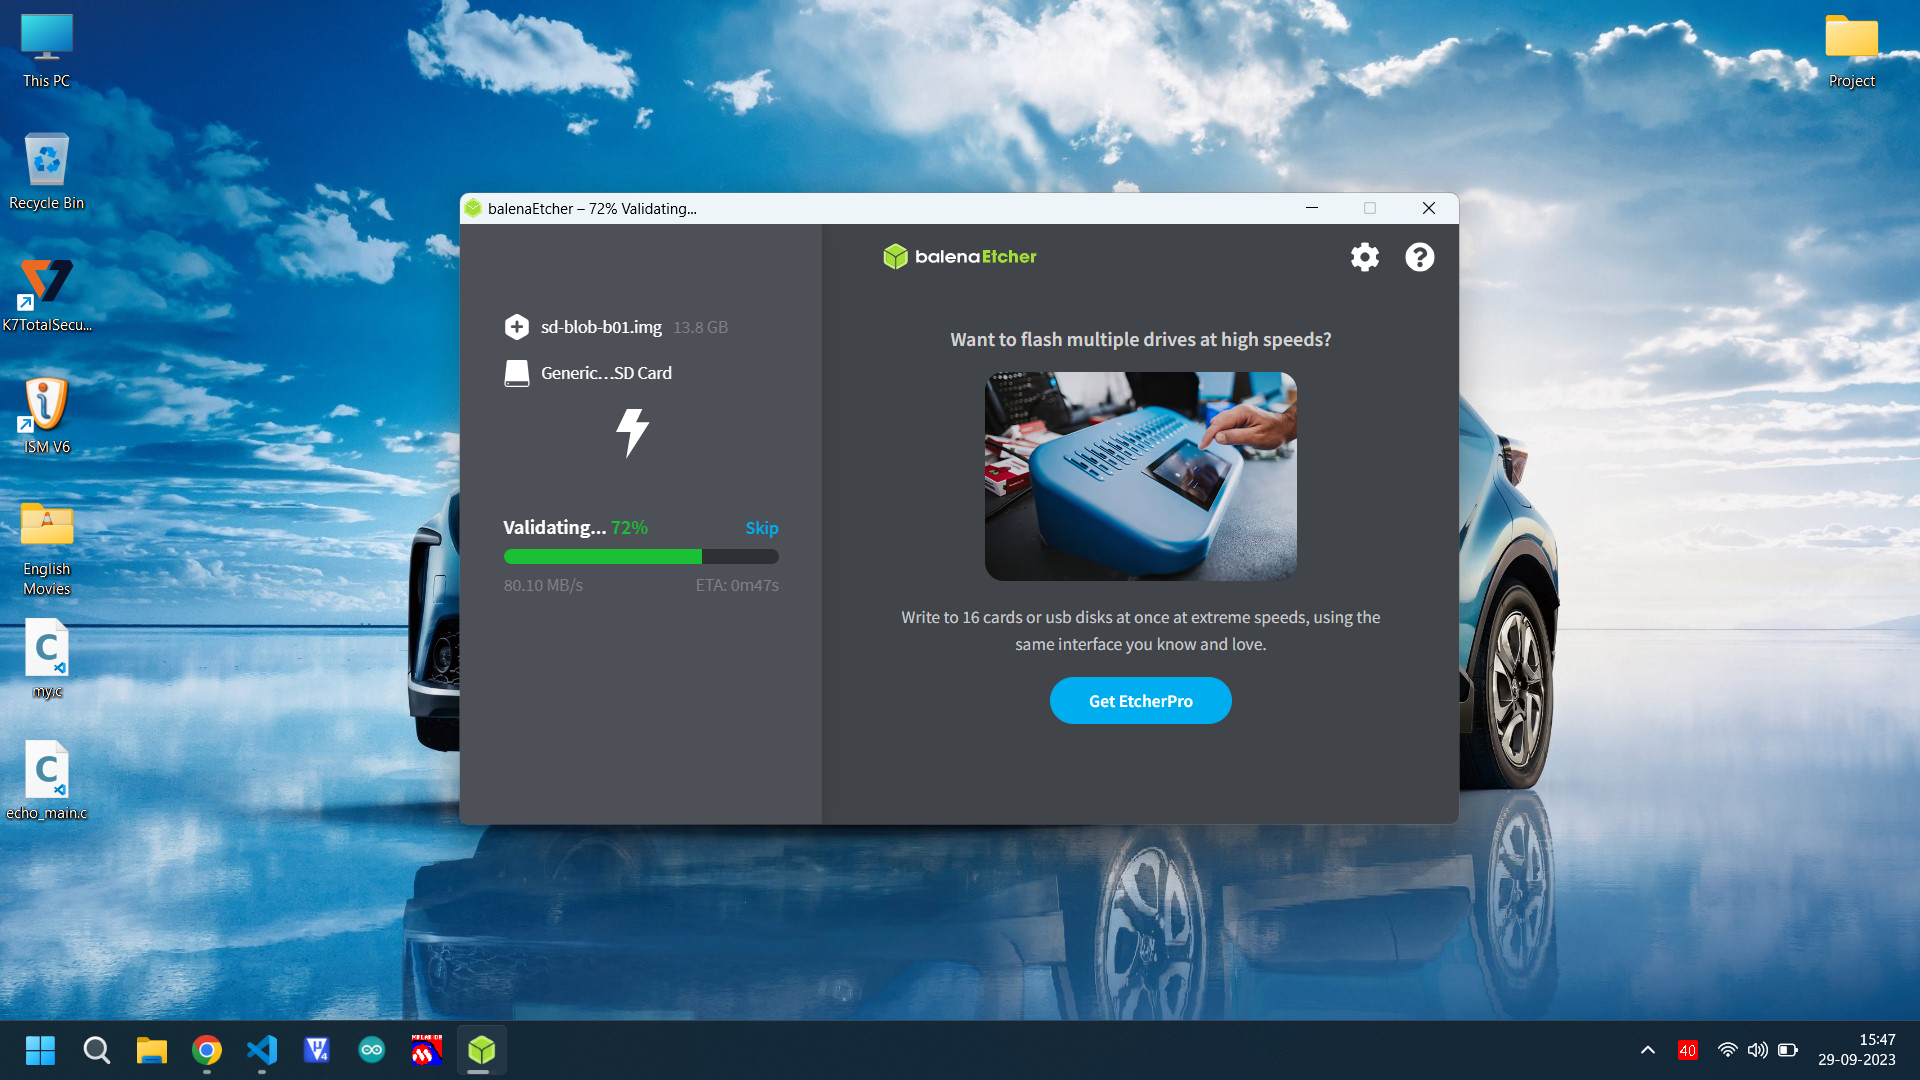 This PC
Recycle Bin
K7TotalSecu...
ISM V6
English
Movies
my.c
echo_main.c
Project
balenaEtcher – 72% Validating...
balenaEtcher
sd-blob-b01.img 13.8 GB
Generic...SD Card
Validating... 72% Skip
80.10 MB/s ETA: 0m47s
Want to flash multiple drives at high speeds?
Write to 16 cards or usb disks at once at extreme speeds, using the
same interface you know and love.
Get EtcherPro
40
15:47
29-09-2023